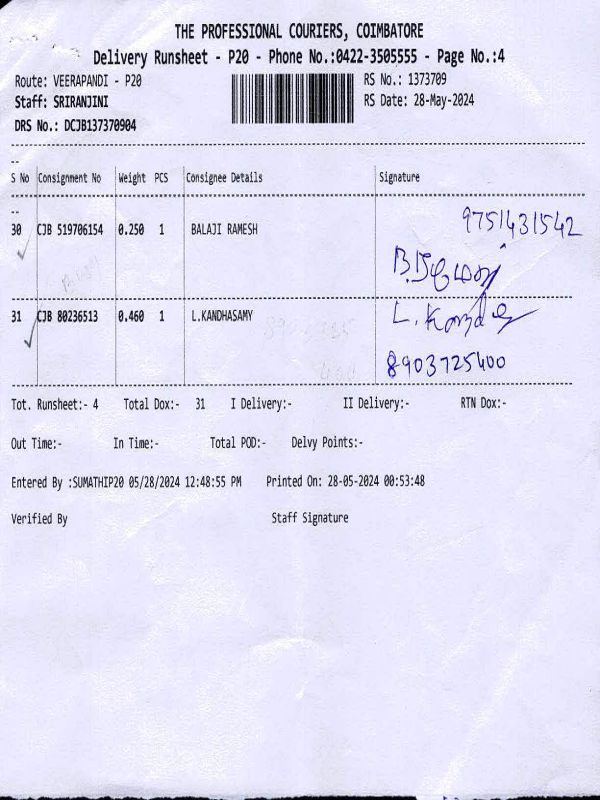 THE PROFESSIONAL COURIERS, COIMBATORE
Delivery Runsheet - P20 - Phone No.:0422-3505555 - Page No.:4
Route: VEERAPANDI - P20 RS No.: 1373709
Staff: SRIRANJINI RS Date: 28-May-2024
DRS No.: DCJB137370904
--
S No Consignment No Weight PCS Consignee Details Signature
--
30 CJB 519706154 0.250 1 BALAJI RAMESH 9751431542
31 CJB 80236513 0.460 1 L.KANDHASAMY L.
8903725400
Tot. Runsheet:- 4 Total Dox:- 31 I Delivery:- II Delivery:- RTN Dox:-
Out Time:- In Time:- Total POD:- Delvy Points:-
Entered By :SUMATHIP20 05/28/2024 12:48:55 PM Printed On: 28-05-2024 00:53:48
Verified By Staff Signature